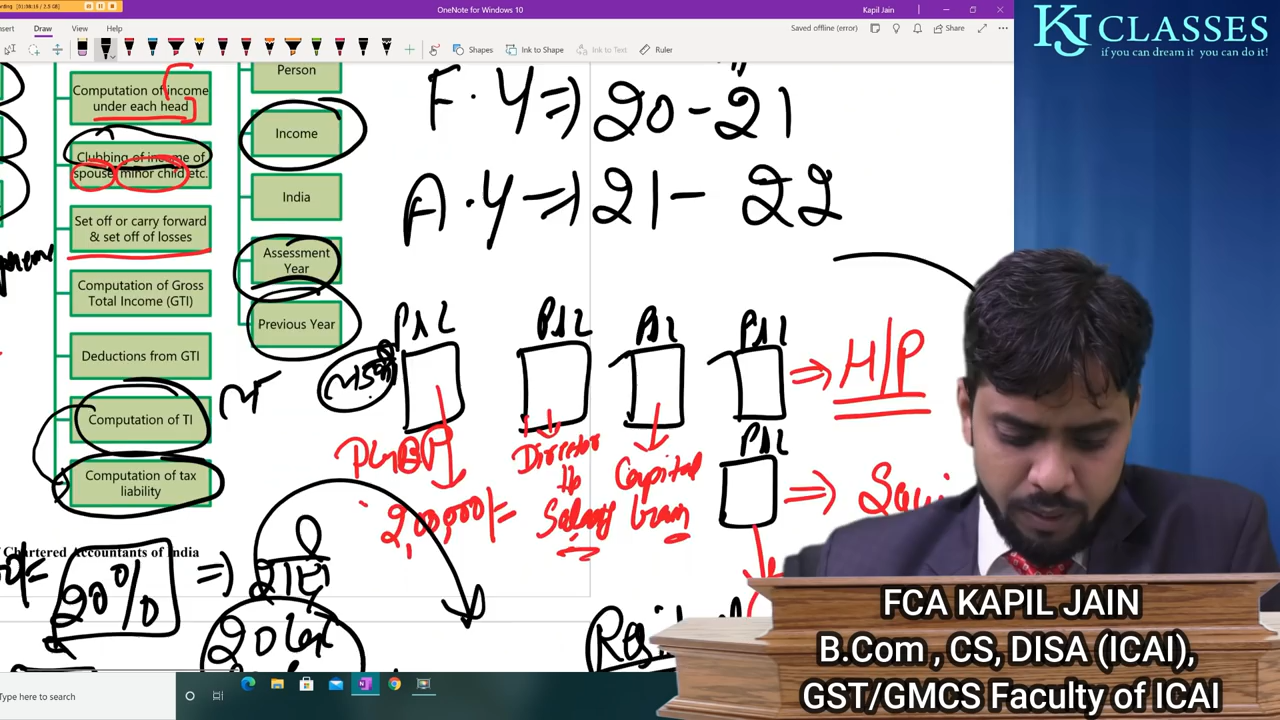 OneNote for Windows 10
Kapil Jain
Draw
View
Help
Saved offline (error)
Share
Shapes
Ink to Shape
Ink to Text
Ruler
KJ CLASSES
if you can dream it you can do it!
Computation of income
under each head
Clubbing of income of
spouse, minor child etc.
Set off or carry forward
& set off of losses
Computation of Gross
Total Income (GTI)
Deductions from GTI
Computation of TI
Computation of tax
liability
Person
Income
India
Assessment
Year
Previous Year
F.Y ⇒ 20-21
A.Y ⇒ 21-22
P&L
P&L
P&L
P&L
⇒ H/P
PGBP
2,00,000/=
Director
Salary
Capital
Gain
P&L
Chartered Accountants of India
20%
20 lakh
Type here to search
FCA KAPIL JAIN
B.Com , CS, DISA (ICAI),
GST/GMCS Faculty of ICAI